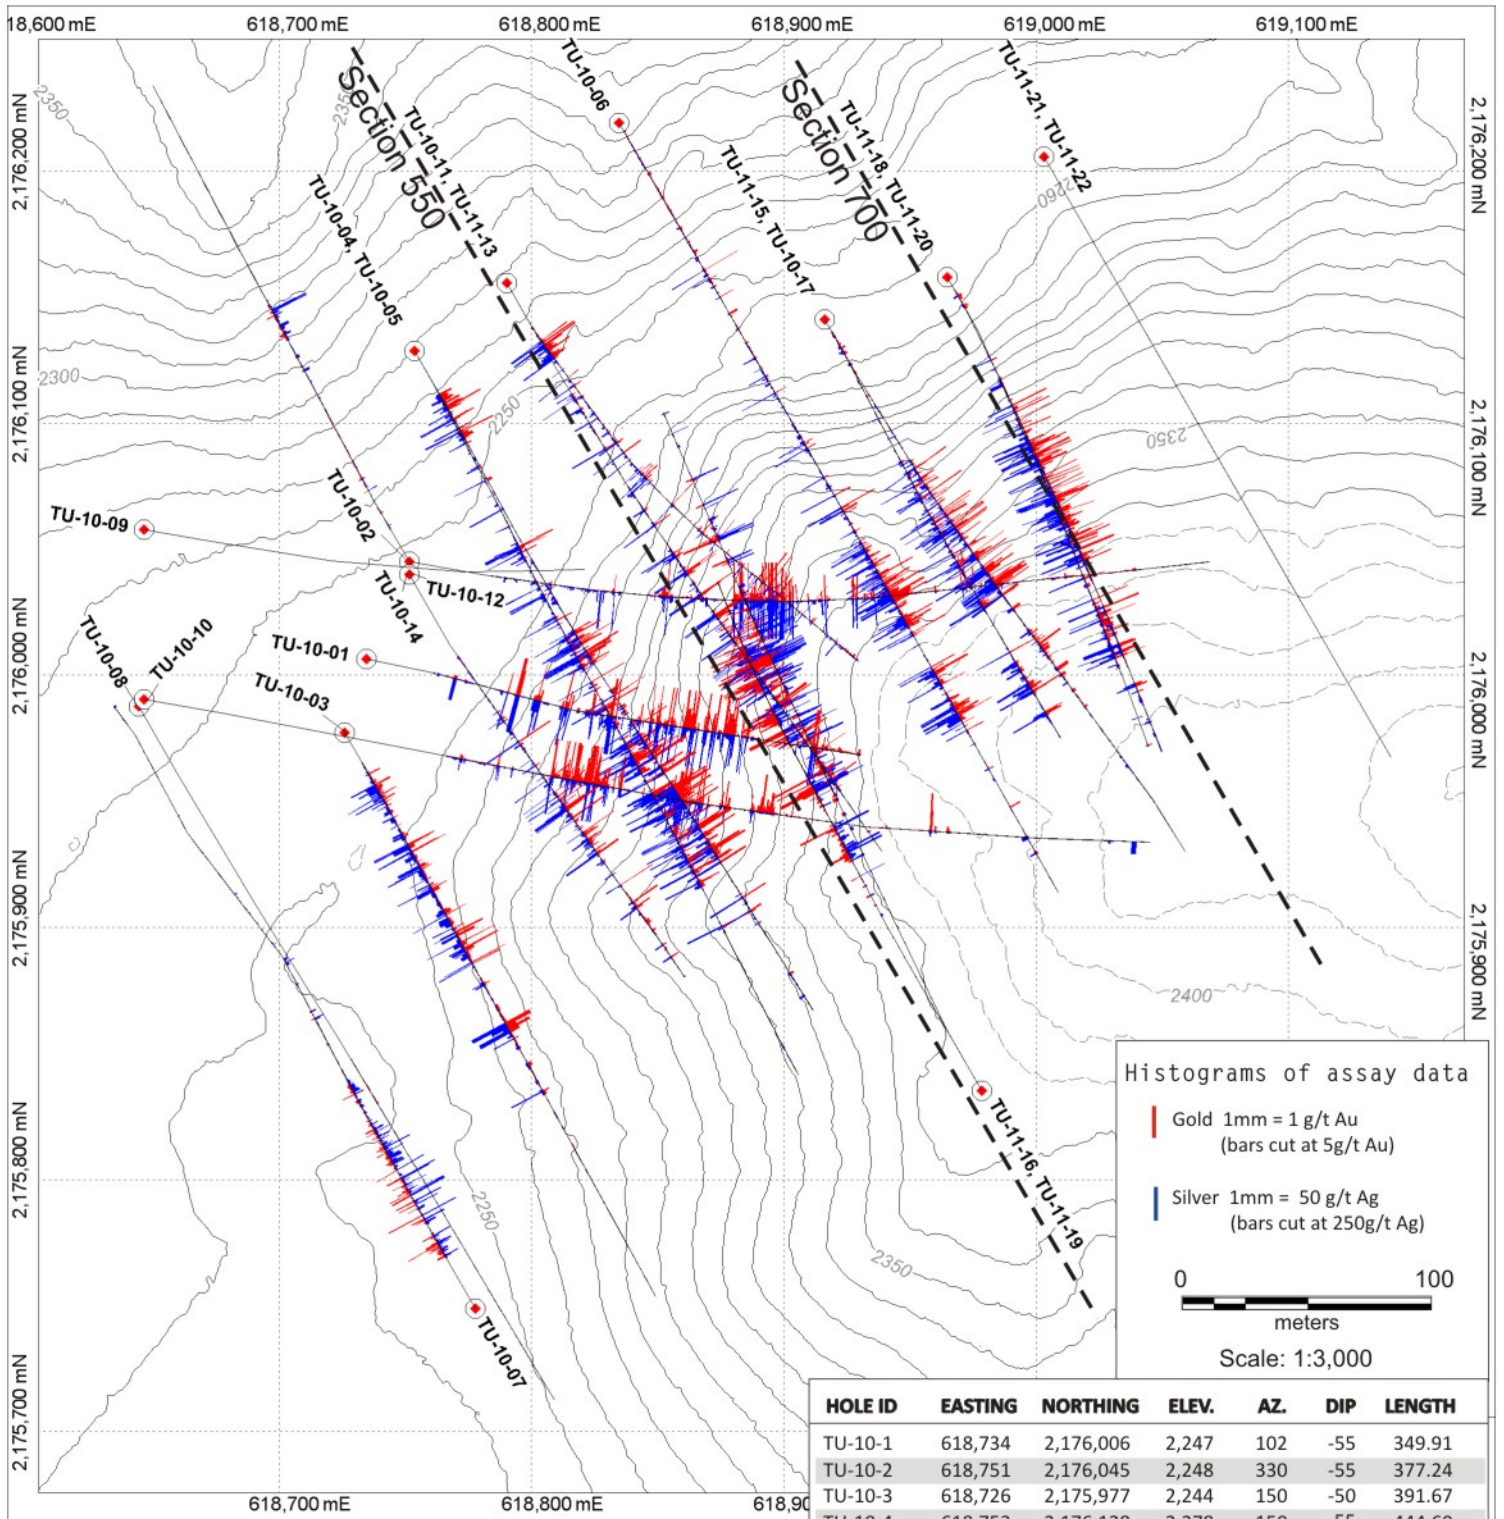 18,600 mE 618,700 mE 618,800 mE 618,900 mE 619,000 mE 619,100 mE
2,176,200 mN
2,176,200 mN
2,176,100 mN
2,176,100 mN
2,176,000 mN
2,176,000 mN
2,175,900 mN
2,175,900 mN
2,175,800 mN
2,175,700 mN
2350
2350
Section 550
TU-10-11, TU-11-13
TU-10-04, TU-10-05
TU-10-06
TU-11-15, TU-10-17
Section 700
TU-11-18, TU-11-20
TU-11-21, TU-11-22
2260
2300
2250
2350
TU-10-02
TU-10-09
TU-10-12
TU-10-14
TU-10-01
TU-10-08
TU-10-10
TU-10-03
2400
2250
2350
TU-11-16, TU-11-19
TU-10-07
Histograms of assay data
Gold 1mm = 1 g/t Au
(bars cut at 5g/t Au)
Silver 1mm = 50 g/t Ag
(bars cut at 250g/t Ag)
0 100
meters
Scale: 1:3,000
HOLE ID EASTING NORTHING ELEV. AZ. DIP LENGTH
TU-10-1 618,734 2,176,006 2,247 102 -55 349.91
TU-10-2 618,751 2,176,045 2,248 330 -55 377.24
TU-10-3 618,726 2,175,977 2,244 150 -50 391.67
618,700 mE 618,800 mE 618,90